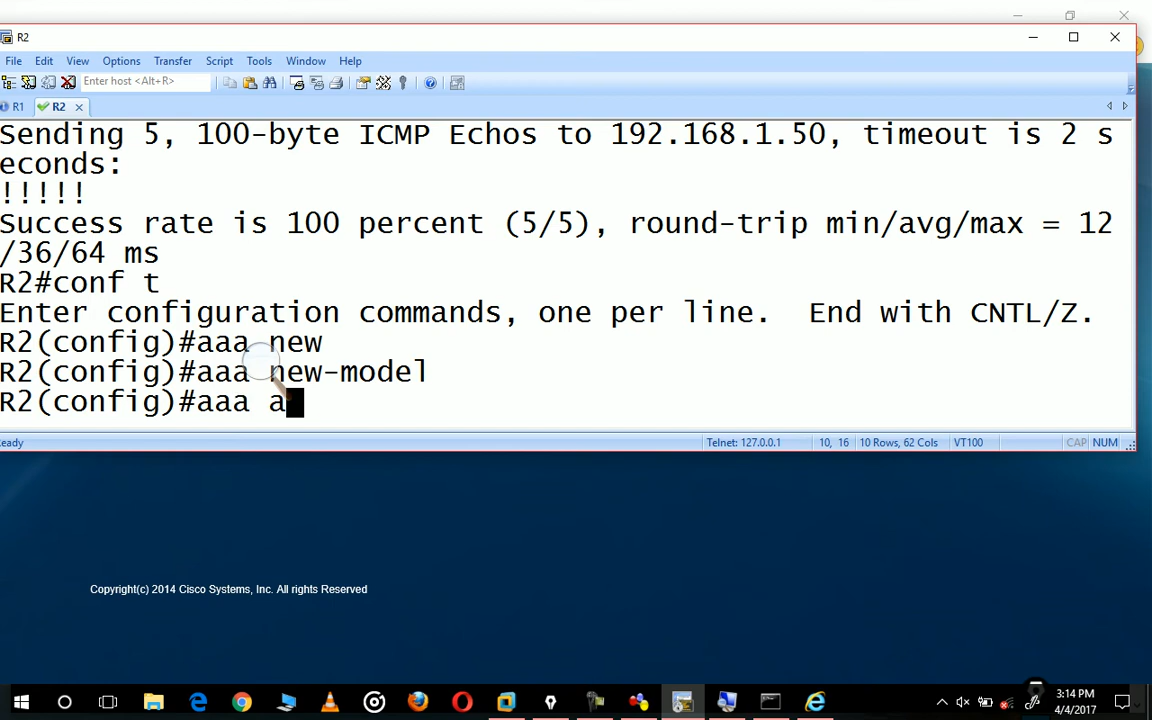 R2
File Edit View Options Transfer Script Tools Window Help
Enter host <Alt+R>
R1 R2
Sending 5, 100-byte ICMP Echos to 192.168.1.50, timeout is 2 s
econds:
!!!!!
Success rate is 100 percent (5/5), round-trip min/avg/max = 12
/36/64 ms
R2#conf t
Enter configuration commands, one per line.  End with CNTL/Z.
R2(config)#aaa new
R2(config)#aaa new-model
R2(config)#aaa a
eady Telnet: 127.0.0.1 10, 16 10 Rows, 62 Cols VT100 CAP NUM
Copyright(c) 2014 Cisco Systems, Inc. All rights Reserved
3:14 PM
4/4/2017